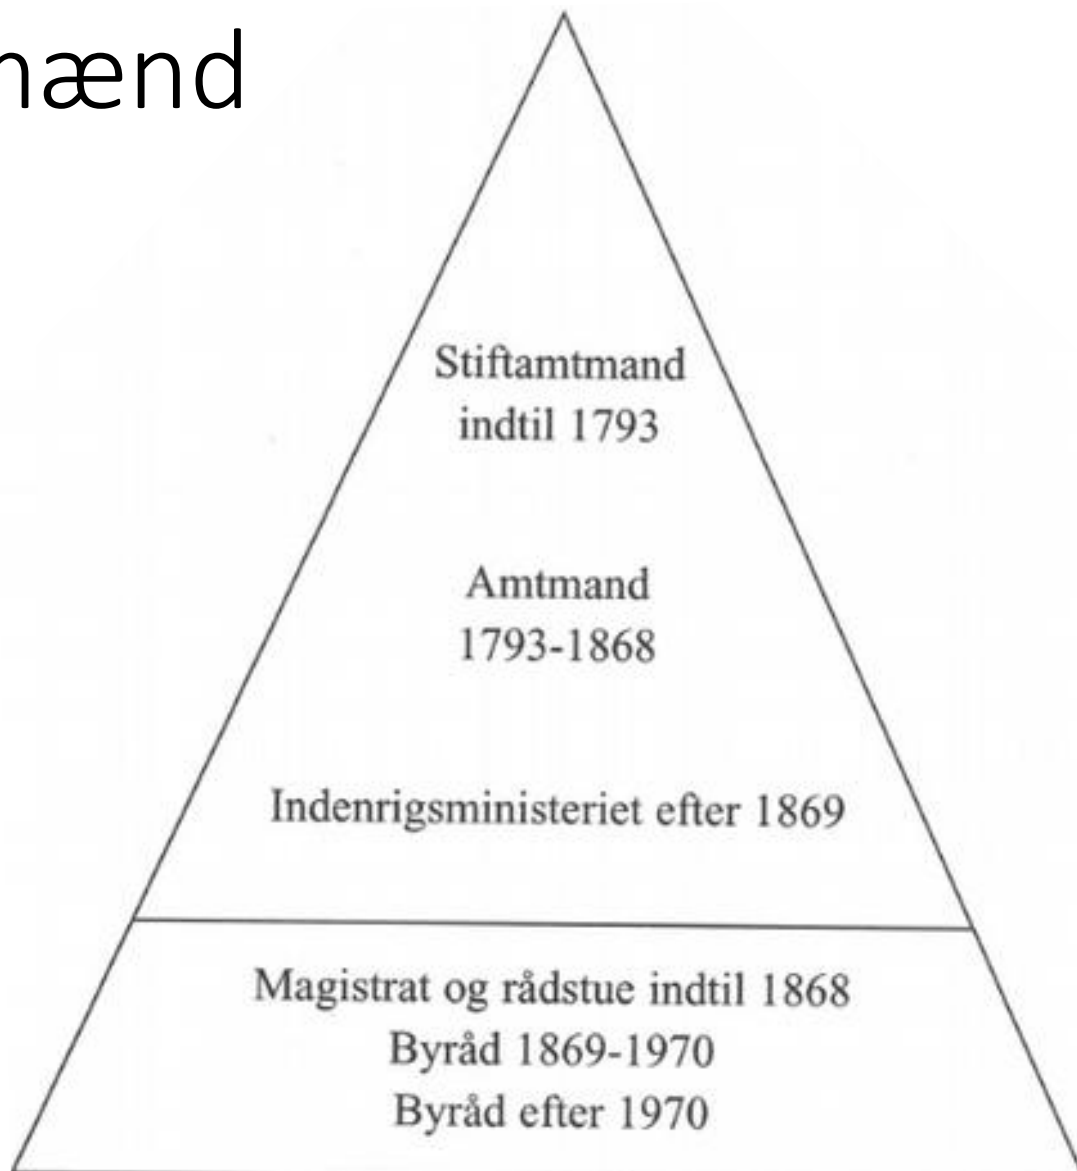 mænd
Stiftamtmand
indtil 1793
Amtmand
1793-1868
Indenrigsministeriet efter 1869
Magistrat og rådstue indtil 1868
Byråd 1869-1970
Byråd efter 1970